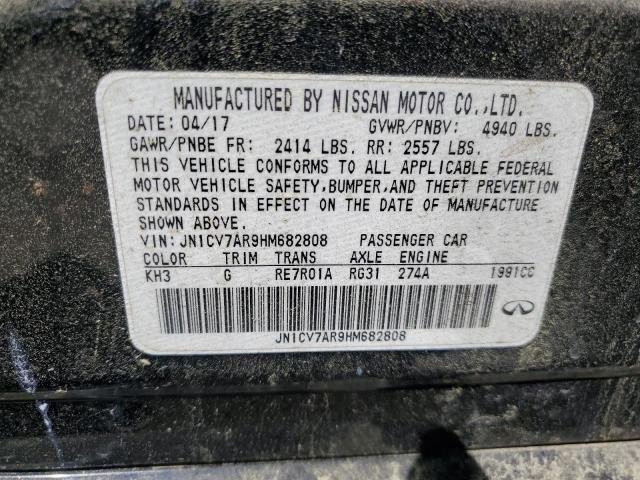 MANUFACTURED BY NISSAN MOTOR CO.,LTD.
DATE: 04/17 GVWR/PNBV: 4940 LBS.
GAWR/PNBE FR: 2414 LBS. RR: 2557 LBS.
THIS VEHICLE CONFORMS TO ALL APPLICABLE FEDERAL
MOTOR VEHICLE SAFETY,BUMPER,AND THEFT PREVENTION
STANDARDS IN EFFECT ON THE DATE OF MANUFACTURE
SHOWN ABOVE.
VIN:JN1CV7AR9HM682808 PASSENGER CAR
COLOR TRIM TRANS AXLE ENGINE
KH3 G RE7R01A RG31 274A 1991CC
JN1CV7AR9HM682808